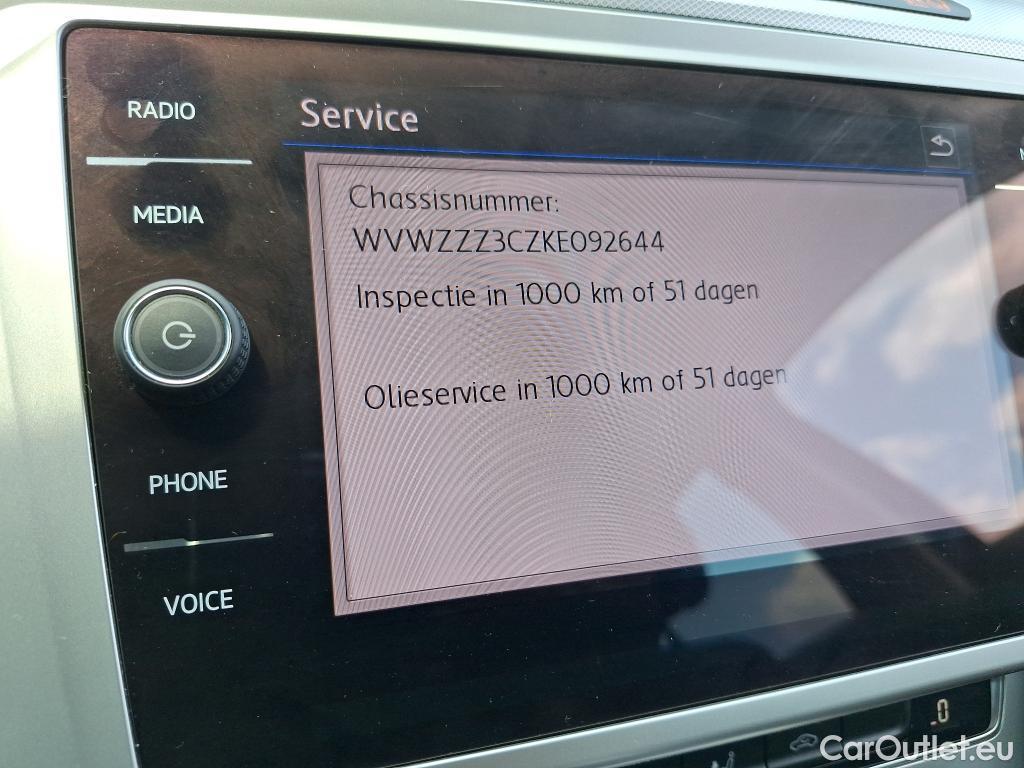 RADIO
Service
MEDIA
Chassisnummer:
WVWZZZ3CZKE092644
Inspectie in 1000 km of 51 dagen
Olieservice in 1000 km of 51 dagen
PHONE
VOICE
CarOutlet.eu